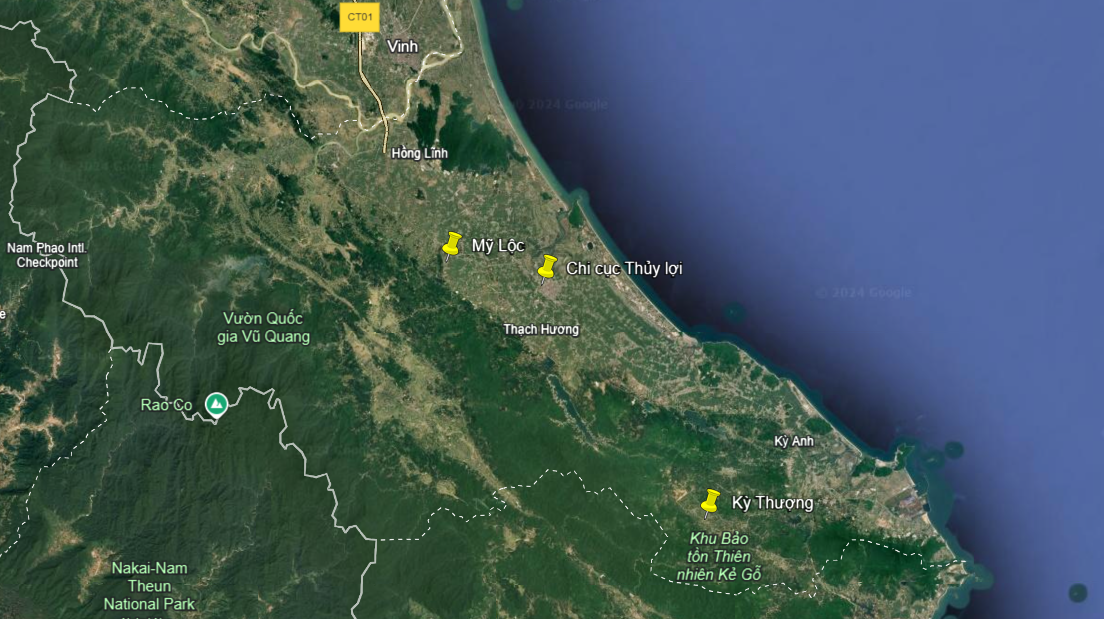 CT01
Vinh
© 2024 Google
Hồng Lĩnh
Mỹ Lộc
Nam Phao Intl.
Checkpoint
Chi cục Thủy lợi
© 2024 Google
e
Vườn Quốc
gia Vũ Quang
Thạch Hương
Rao Co
Kỳ Anh
Kỳ Thượng
Khu Bảo
tồn Thiên
nhiên Kẻ Gỗ
Nakai-Nam
Theun
National Park